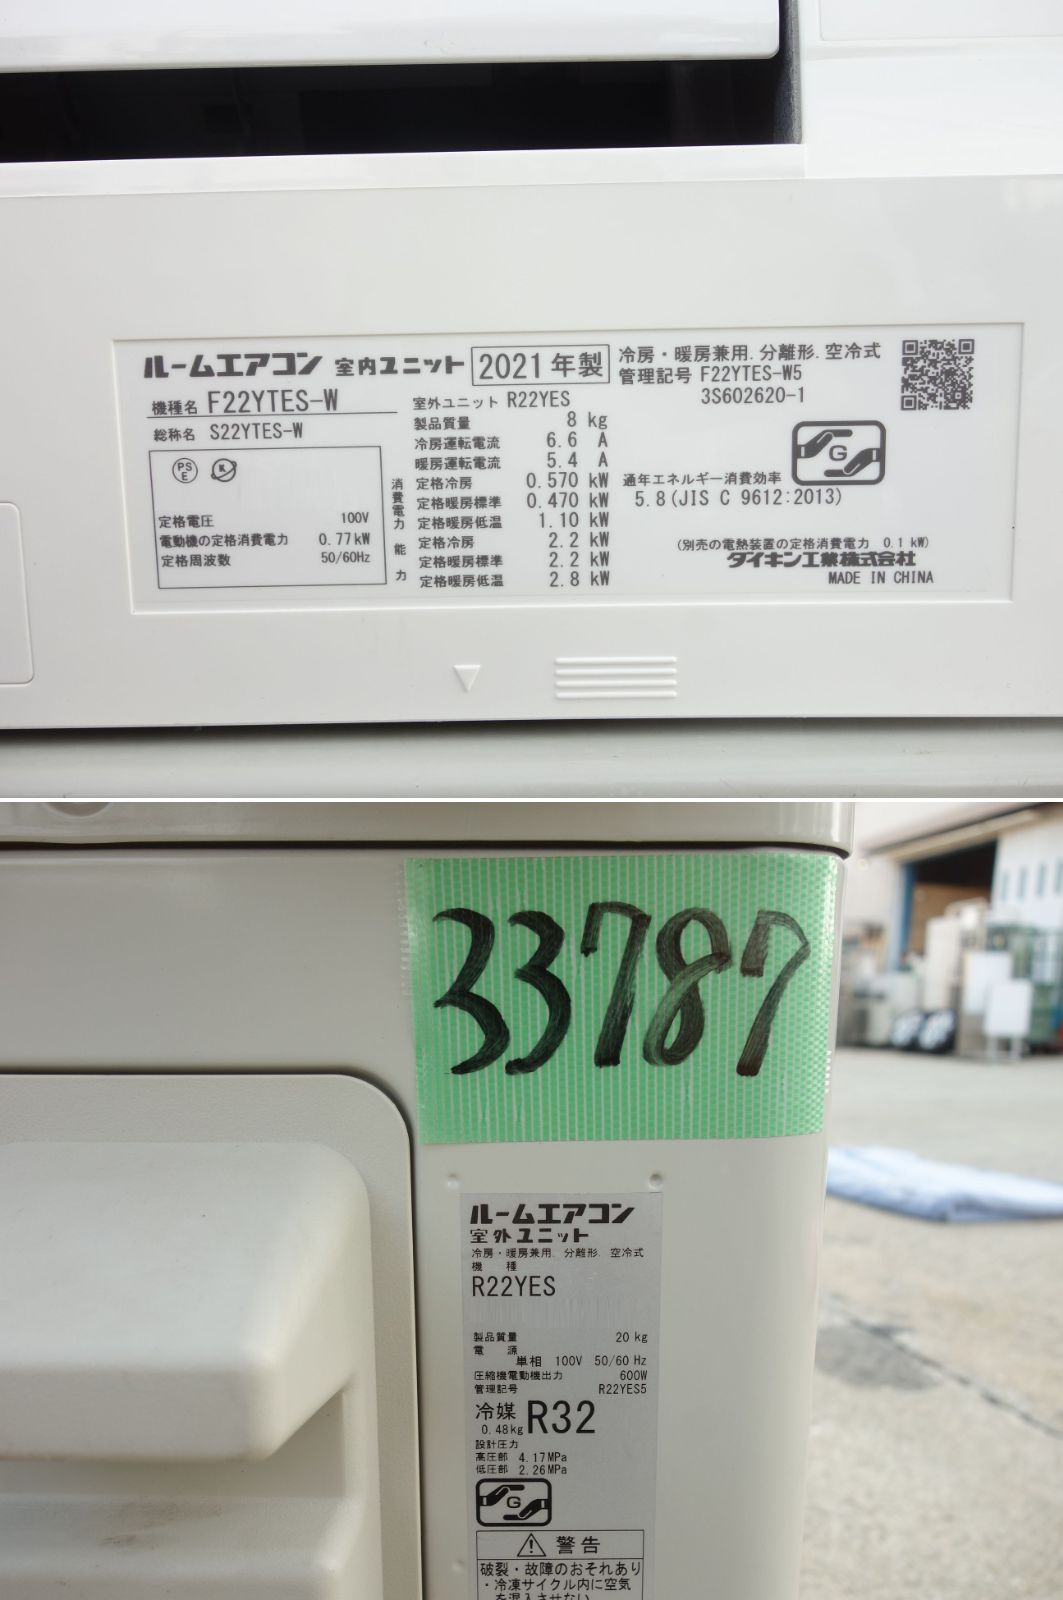 ルームエアコン 室内ユニット 2021年製
機種名 F22YTES-W
総称名 S22YTES-W
PS
E
K
定格電圧 100V
電動機の定格消費電力 0.77kW
定格周波数 50/60Hz
室外ユニット R22YES
製品質量 8 kg
冷房運転電流 6.6 A
暖房運転電流 5.4 A
消費電力
定格冷房 0.570 kW
定格暖房標準 0.470 kW
定格暖房低温 1.10 kW
能力
定格冷房 2.2 kW
定格暖房標準 2.2 kW
定格暖房低温 2.8 kW
冷房・暖房兼用.分離形.空冷式
管理記号 F22YTES-W5
3S602620-1
G
通年エネルギー消費効率
5.8(JIS C 9612:2013)
(別売の電熱装置の定格消費電力 0.1 kW)
ダイキン工業株式会社
MADE IN CHINA
33787
ルームエアコン
室外ユニット
冷房・暖房兼用. 分離形. 空冷式
機 種
R22YES
製品質量 20 kg
電 源
単相 100V 50/60 Hz
圧縮機電動機出力 600W
管理記号 R22YES5
冷媒 R32
0.48kg
設計圧力
高圧部 4.17MPa
低圧部 2.26MPa
G
警告
破裂・故障のおそれあり
・冷凍サイクル内に空気
を混入させない